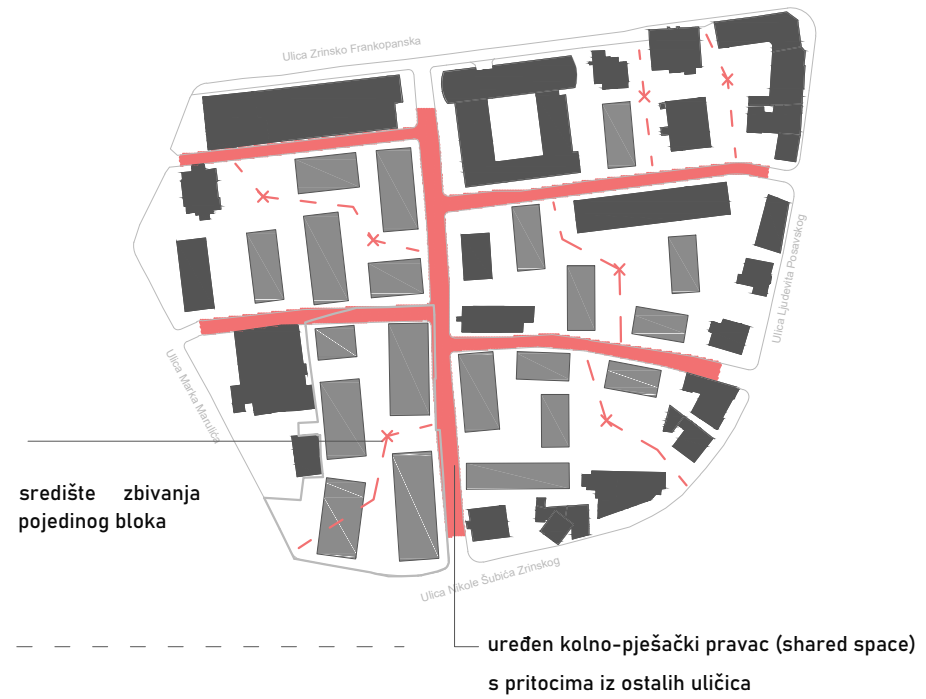 Ulica Zrinsko Frankopanska
Ulica Ljudevita Posavskog
Ulica Marka Marulića
središte zbivanja
pojedinog bloka
Ulica Nikole Šubića Zrinskog
uređen kolno-pješački pravac (shared space)
s pritocima iz ostalih uličica